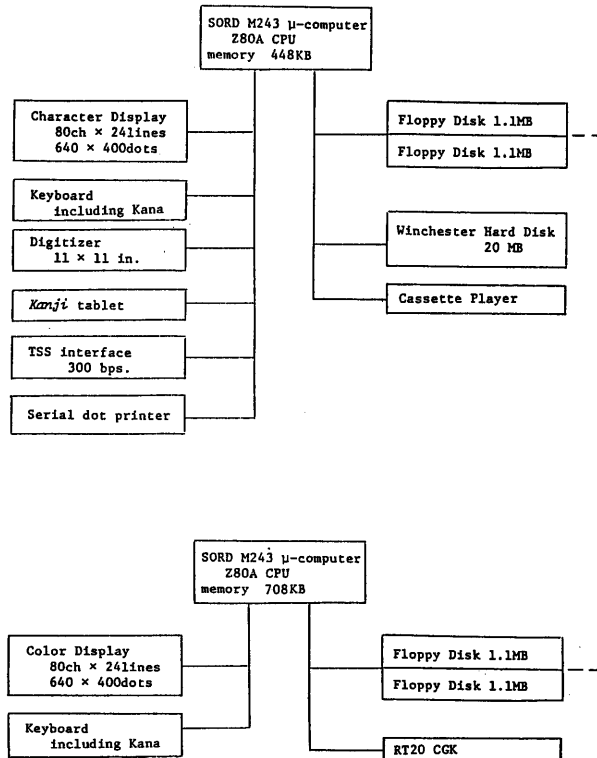 SORD M243 μ-computer
Z80A CPU
memory 448KB
Character Display
80ch × 24lines
640 × 400dots
Keyboard
including Kana
Digitizer
11 × 11 in.
Kanji tablet
TSS interface
300 bps.
Serial dot printer
Floppy Disk 1.1MB
Floppy Disk 1.1MB
Winchester Hard Disk
20 MB
Cassette Player
SORD M243 μ-computer
Z80A CPU
memory 708KB
Color Display
80ch × 24lines
640 × 400dots
Keyboard
including Kana
Floppy Disk 1.1MB
Floppy Disk 1.1MB
RT20 CGK